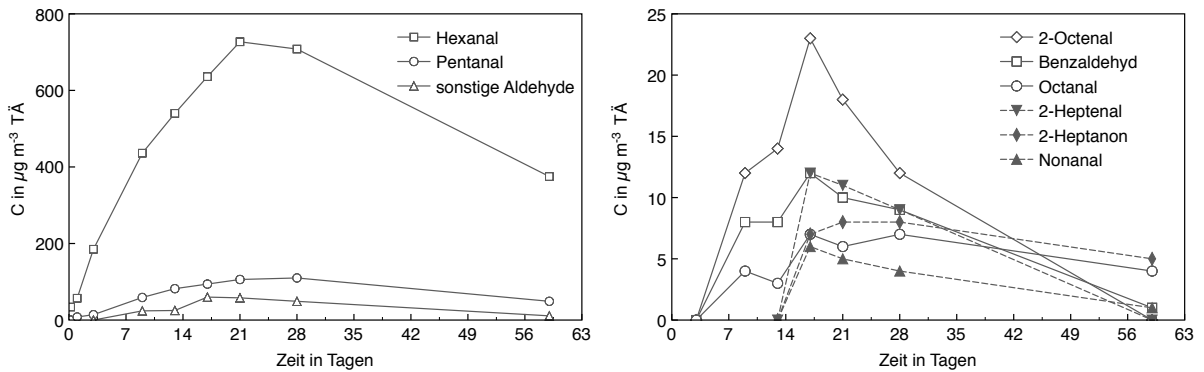 C in µg m-3 TÄ
800
600
400
200
0
0 7 14 21 28 35 42 49 56 63
Zeit in Tagen
Hexanal
Pentanal
sonstige Aldehyde
C in µg m-3 TÄ
25
20
15
10
5
0
0 7 14 21 28 35 42 49 56 63
Zeit in Tagen
2-Octenal
Benzaldehyd
Octanal
2-Heptenal
2-Heptanon
Nonanal